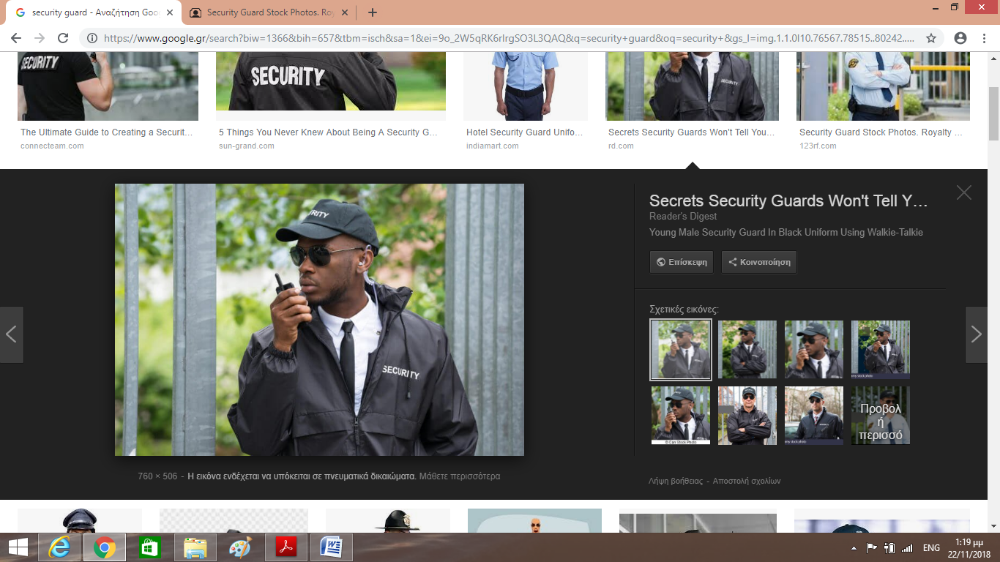 security guard - Αναζήτηση Goo
Security Guard Stock Photos. Roy
https://www.google.gr/search?biw=1366&bih=657&tbm=isch&sa=1&ei=9o_2W5qRK6rIrgSO3L3QAQ&q=security+guard&oq=security+&gs_l=img.1.1.0l10.76567.78515..80242.....
SECURITY
SECURITY
SECURITY
The Ultimate Guide to Creating a Securit...
connecteam.com
5 Things You Never Knew About Being A Security G...
sun-grand.com
Hotel Security Guard Unifo...
indiamart.com
Secrets Security Guards Won't Tell You...
rd.com
Security Guard Stock Photos. Royalty ...
123rf.com
URITY
SECURITY
Secrets Security Guards Won't Tell Y...
Reader's Digest
Young Male Security Guard In Black Uniform Using Walkie-Talkie
Επίσκεψη
Κοινοποίηση
Σχετικές εικόνες:
© Can Stock Photo
Προβολ
ή
περισσό
760 × 506 - Η εικόνα ενδέχεται να υπόκειται σε πνευματικά δικαιώματα. Μάθετε περισσότερα
Λήψη βοήθειας - Αποστολή σχολίων
ENG
1:19 μμ
22/11/2018